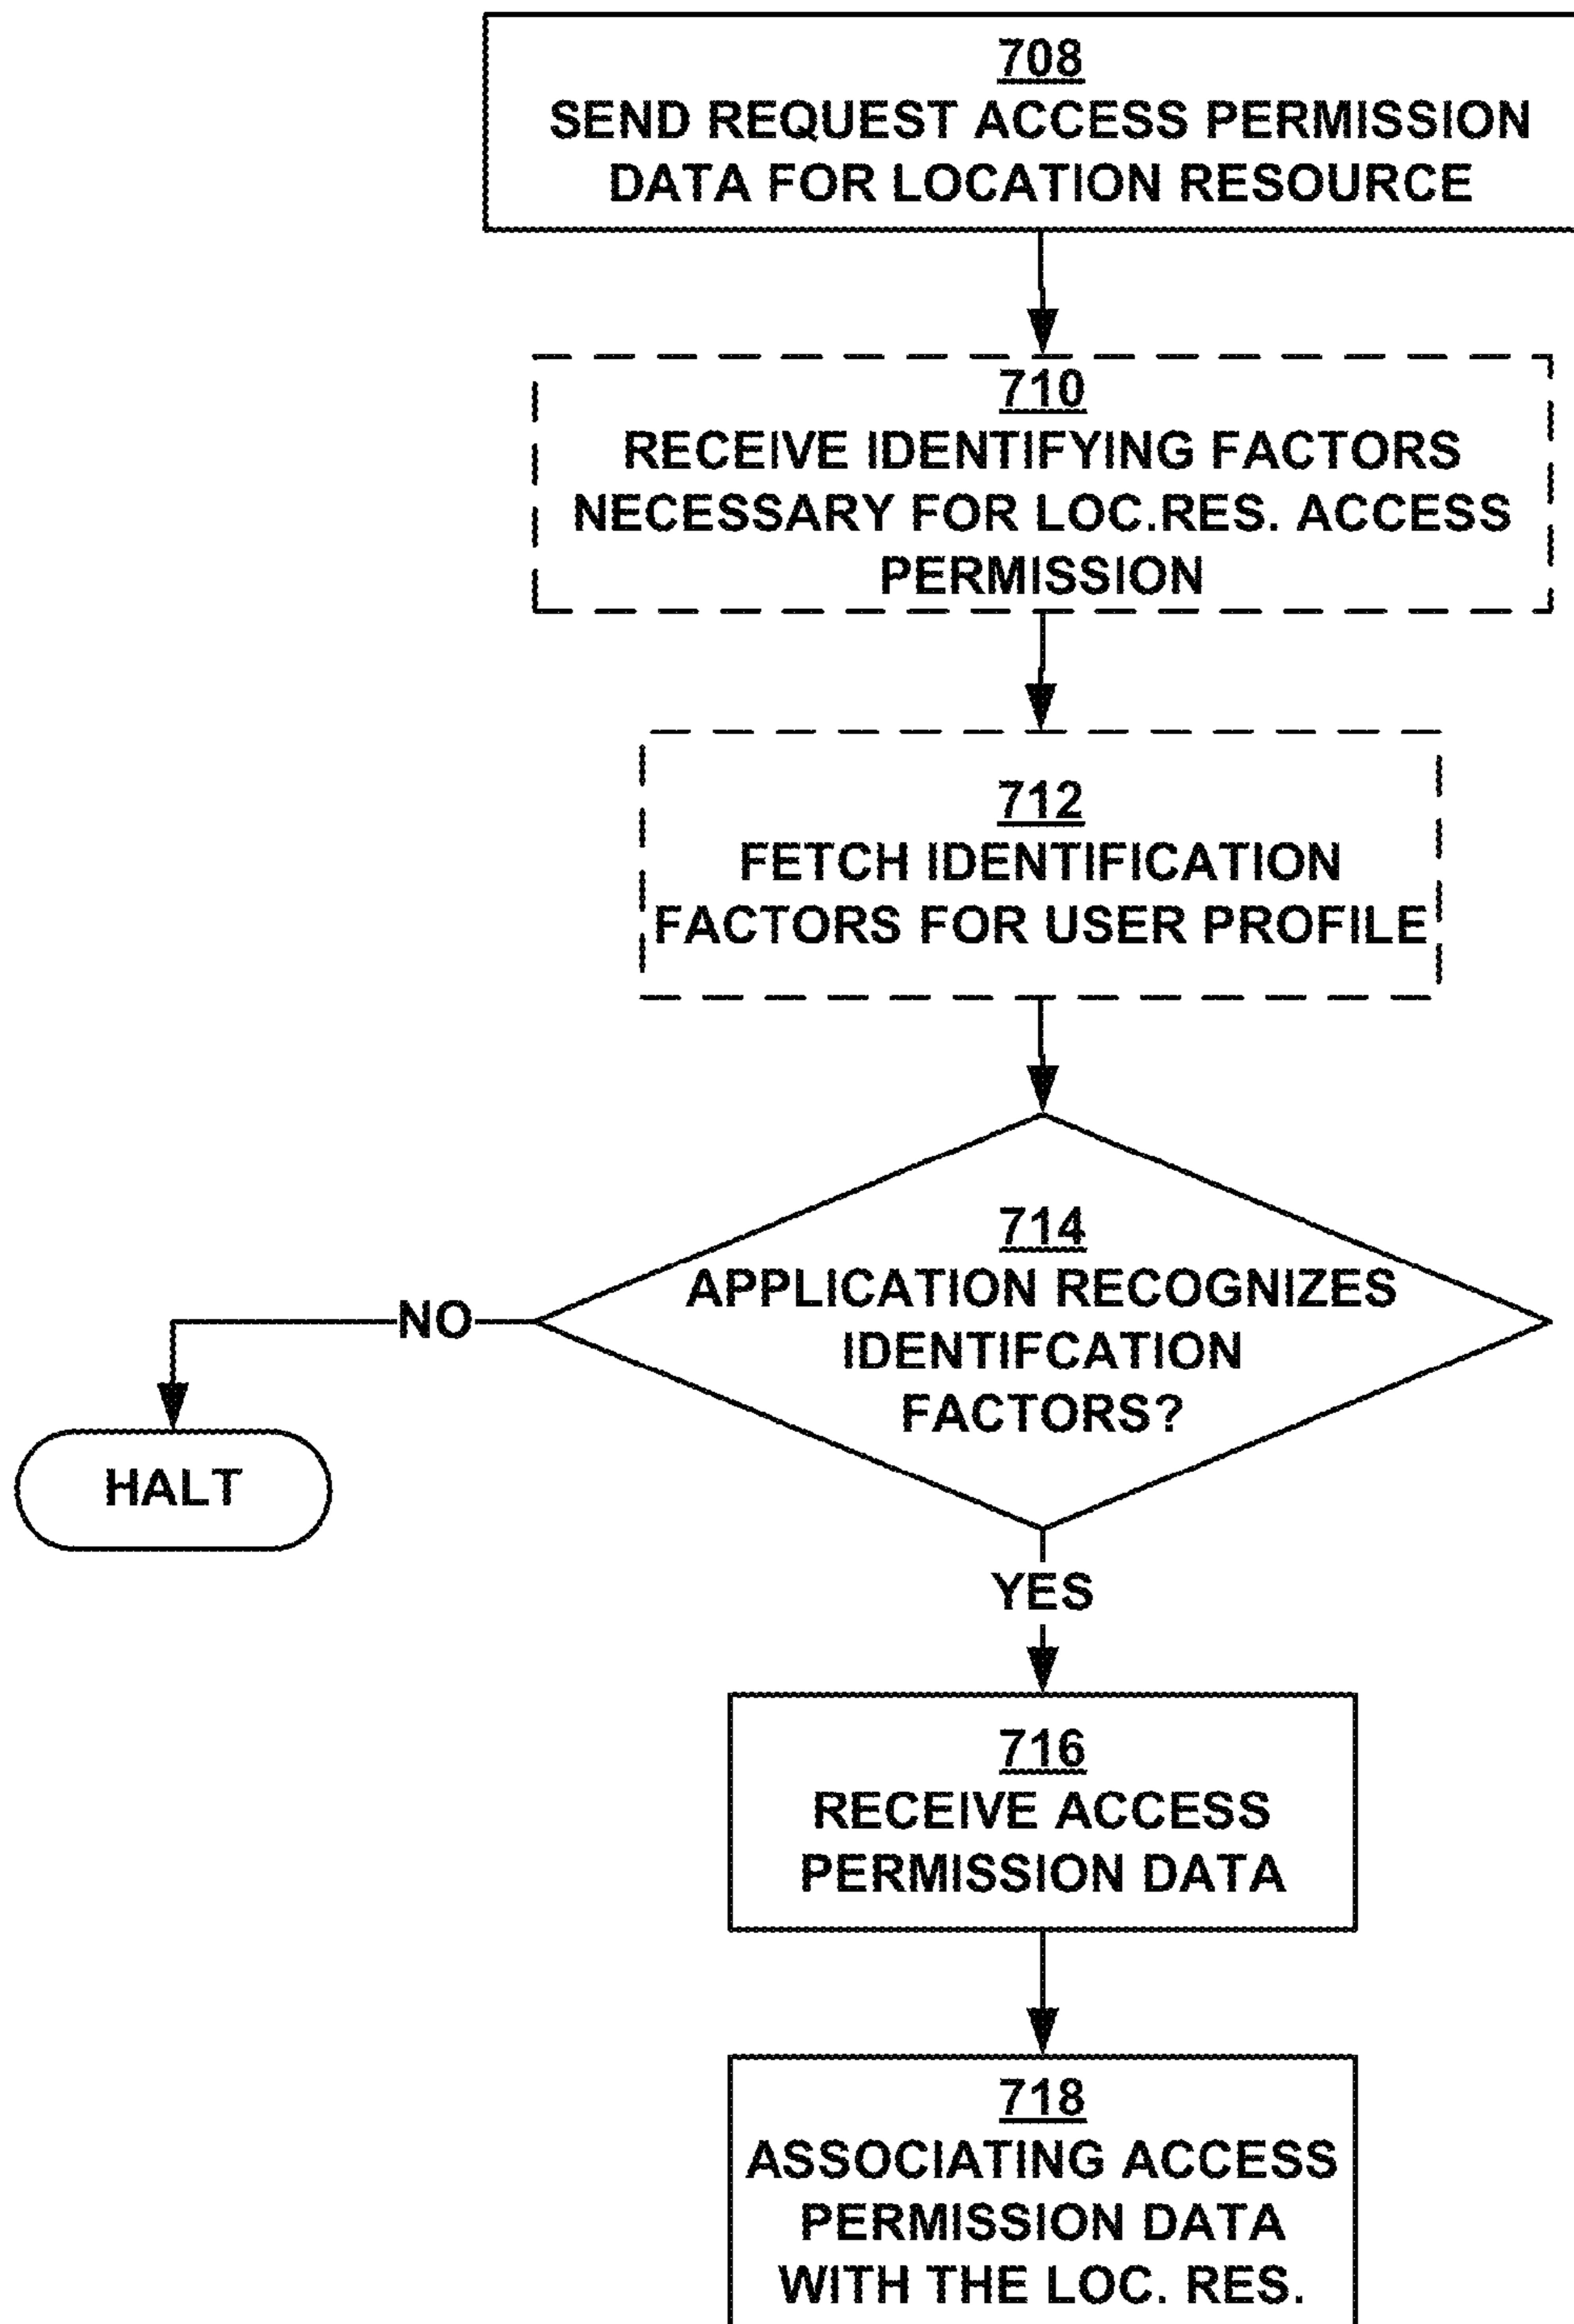 708
SEND REQUEST ACCESS PERMISSION
DATA FOR LOCATION RESOURCE
710
RECEIVE IDENTIFYING FACTORS
NECESSARY FOR LOC.RES. ACCESS
PERMISSION
712
FETCH IDENTIFICATION
FACTORS FOR USER PROFILE
714
APPLICATION RECOGNIZES
IDENTIFCATION
FACTORS?
NO
HALT
YES
716
RECEIVE ACCESS
PERMISSION DATA
718
ASSOCIATING ACCESS
PERMISSION DATA
WITH THE LOC. RES.